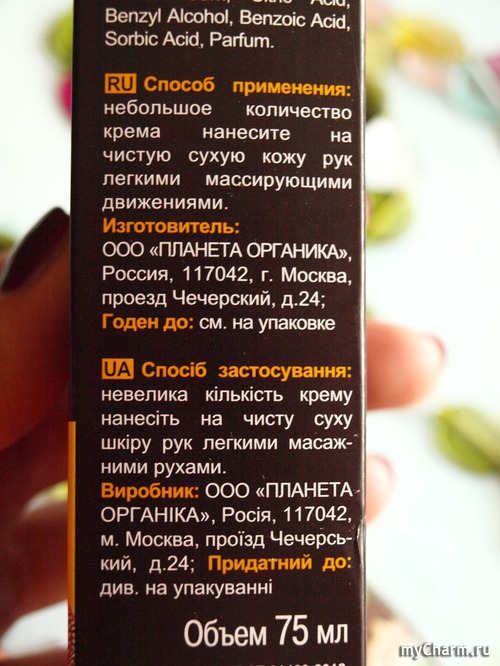 Benzyl Alcohol, Benzoic Acid,
Sorbic Acid, Parfum.
RU Способ применения:
небольшое количество
крема нанесите на
чистую сухую кожу рук
легкими массирующими
движениями.
Изготовитель:
ООО «ПЛАНЕТА ОРГАНИКА»,
Россия, 117042, г. Москва,
проезд Чечерский, д.24;
Годен до: см. на упаковке
UA Спосіб застосування:
невелика кількість крему
нанесіть на чисту суху
шкіру рук легкими масаж-
ними рухами.
Виробник: ООО «ПЛАНЕТА
ОРГАНІКА», Росія, 117042,
м. Москва, проїзд Чечерсь-
кий, д.24; Придатний до:
див. на упакуванні
Объем 75 мл
myCharm.ru